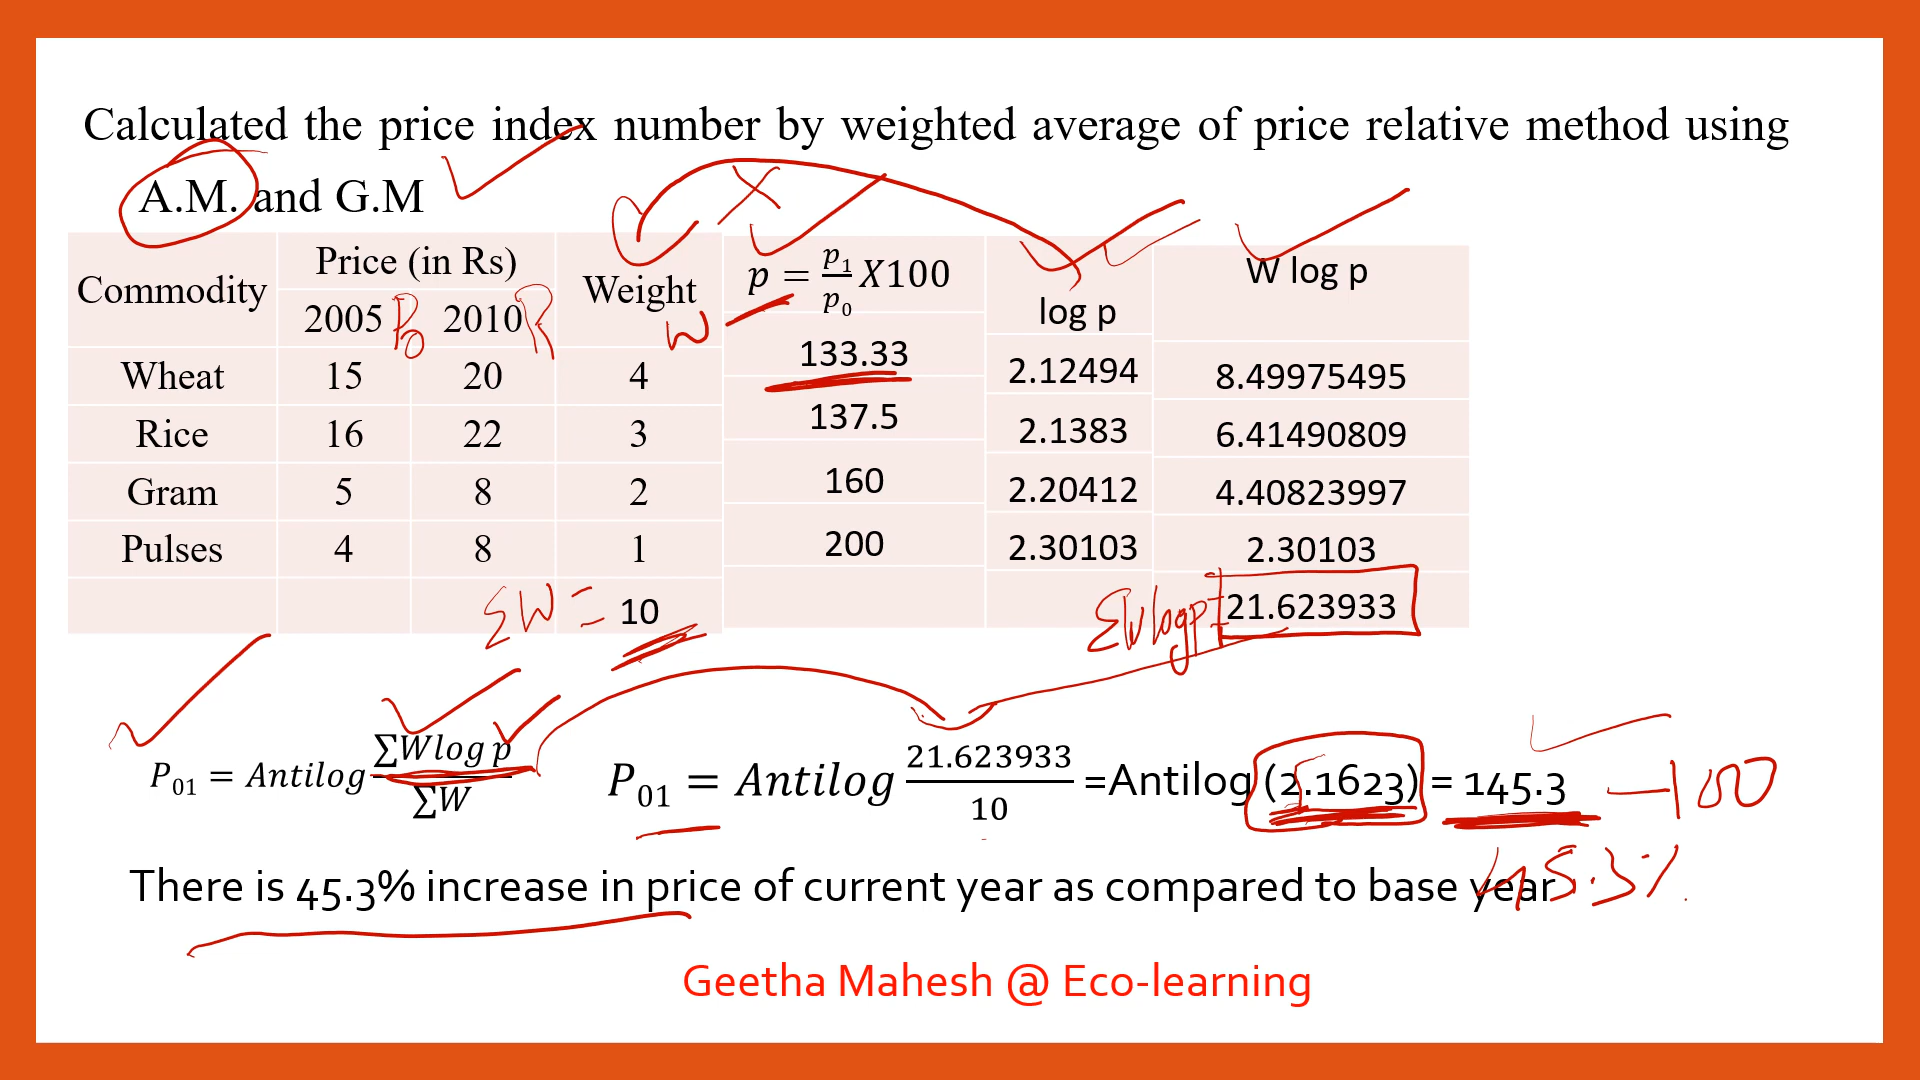 Calculated the price index number by weighted average of price relative method using
A.M. and G.M
Commodity Price (in Rs) Weight p = p₁/p₀ X100 log p W log p
2005 P₀ 2010 P₁ W
Wheat 15 20 4 133.33 2.12494 8.49975495
Rice 16 22 3 137.5 2.1383 6.41490809
Gram 5 8 2 160 2.20412 4.40823997
Pulses 4 8 1 200 2.30103 2.30103
ΣW = 10 ΣW log p = 21.623933
P₀₁ = Antilog ∑Wlog p / ∑W P₀₁ = Antilog 21.623933 / 10 =Antilog (2.1623) = 145.3 – 100
45.3%
There is 45.3% increase in price of current year as compared to base year
Geetha Mahesh @ Eco-learning